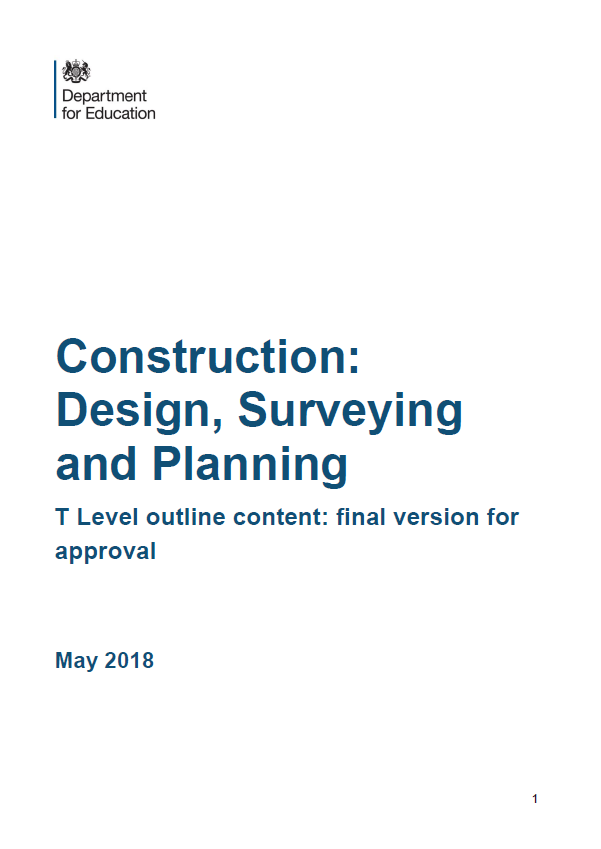 Department
for Education
Construction:
Design, Surveying
and Planning
T Level outline content: final version for
approval
May 2018
1